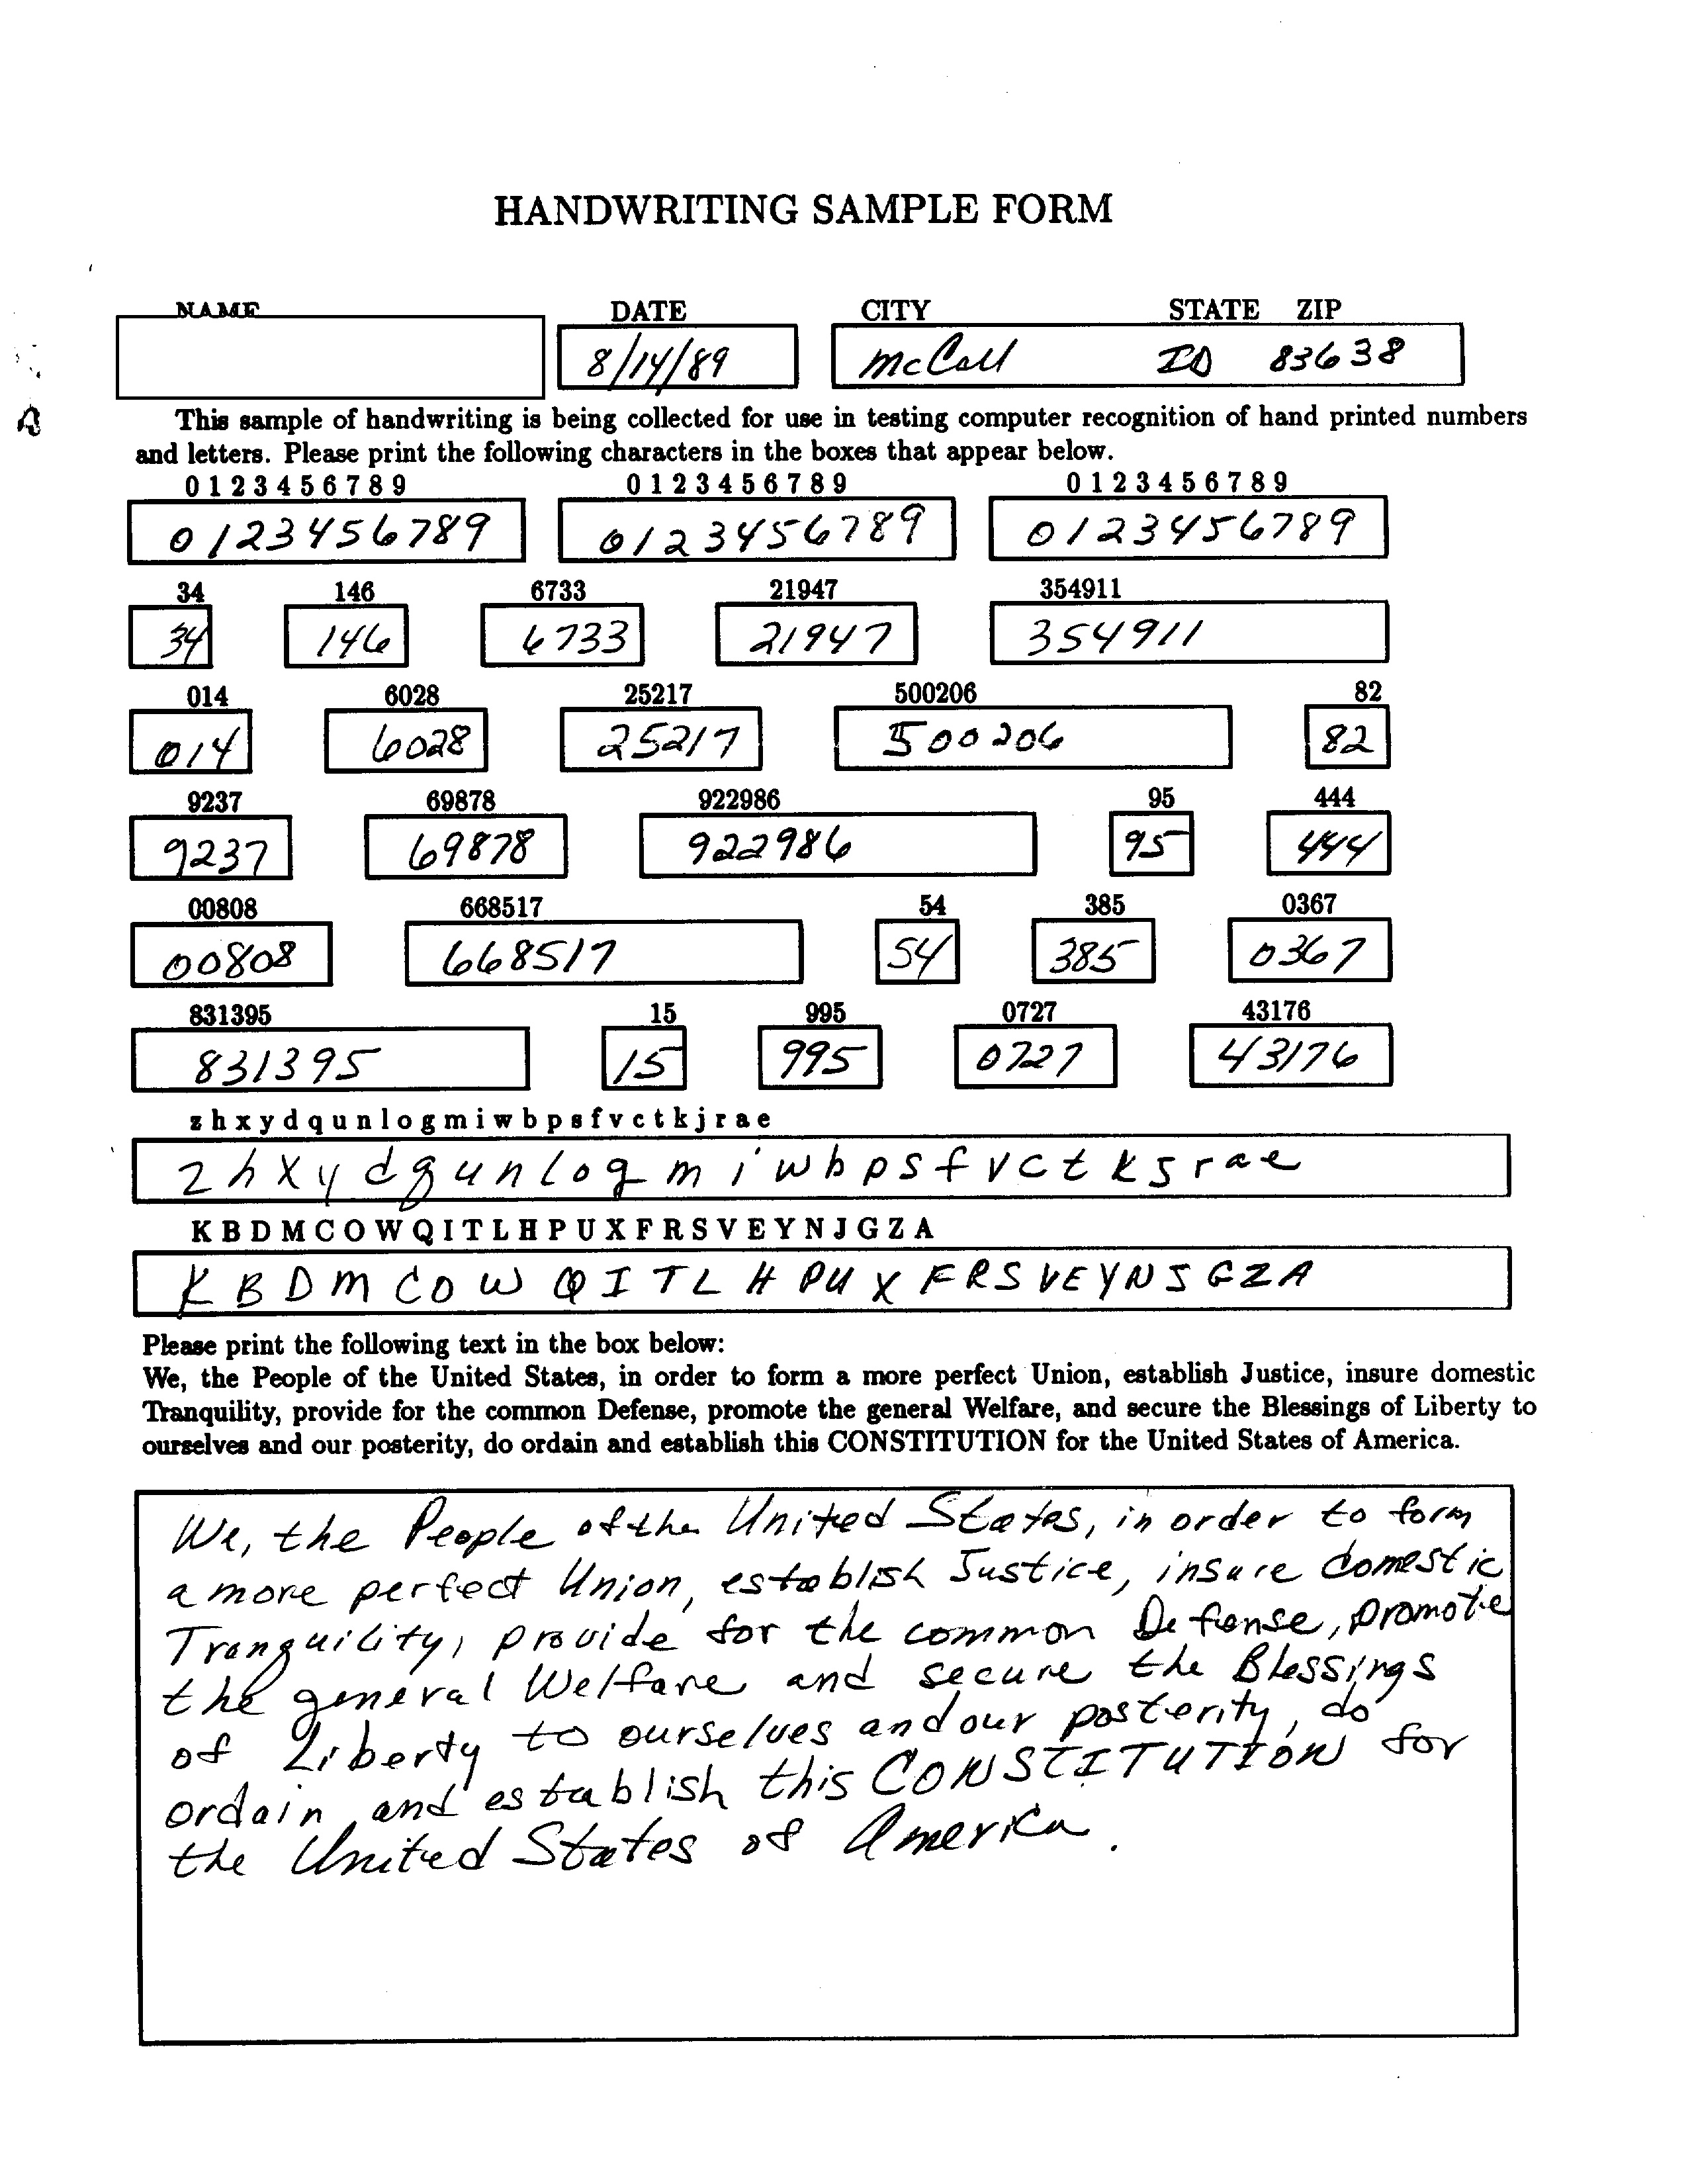 HANDWRITING SAMPLE FORM
NAME DATE CITY STATE ZIP
8/14/89 McCall ID 83638
This sample of handwriting is being collected for use in testing computer recognition of hand printed numbers
and letters. Please print the following characters in the boxes that appear below.
0 1 2 3 4 5 6 7 8 9 0 1 2 3 4 5 6 7 8 9 0 1 2 3 4 5 6 7 8 9
0123456789 0123456789 0123456789
34 146 6733 21947 354911
34 146 6733 21947 354911
014 6028 25217 500206 82
014 6028 25217 500206 82
9237 69878 922986 95 444
9237 69878 922986 95 444
00808 668517 54 385 0367
00808 668517 54 385 0367
831395 15 995 0727 43176
831395 15 995 0727 43176
z h x y d q u n l o g m i w b p s f v c t k j r a e
z h x y d q u n l o g m i w b p s f v c t k j r a e
K B D M C O W Q I T L H P U X F R S V E Y N J G Z A
K B D M C O W Q I T L H P U X F R S V E Y N J G Z A
Please print the following text in the box below:
We, the People of the United States, in order to form a more perfect Union, establish Justice, insure domestic
Tranquility, provide for the common Defense, promote the general Welfare, and secure the Blessings of Liberty to
ourselves and our posterity, do ordain and establish this CONSTITUTION for the United States of America.
We, the People of the United States, in order to form
a more perfect Union, establish Justice, insure domestic
Tranquility, provide for the common Defense, promote
the general Welfare and secure the Blessings
of Liberty to ourselves and our posterity, do
ordain and establish this CONSTITUTION for
the United States of America.